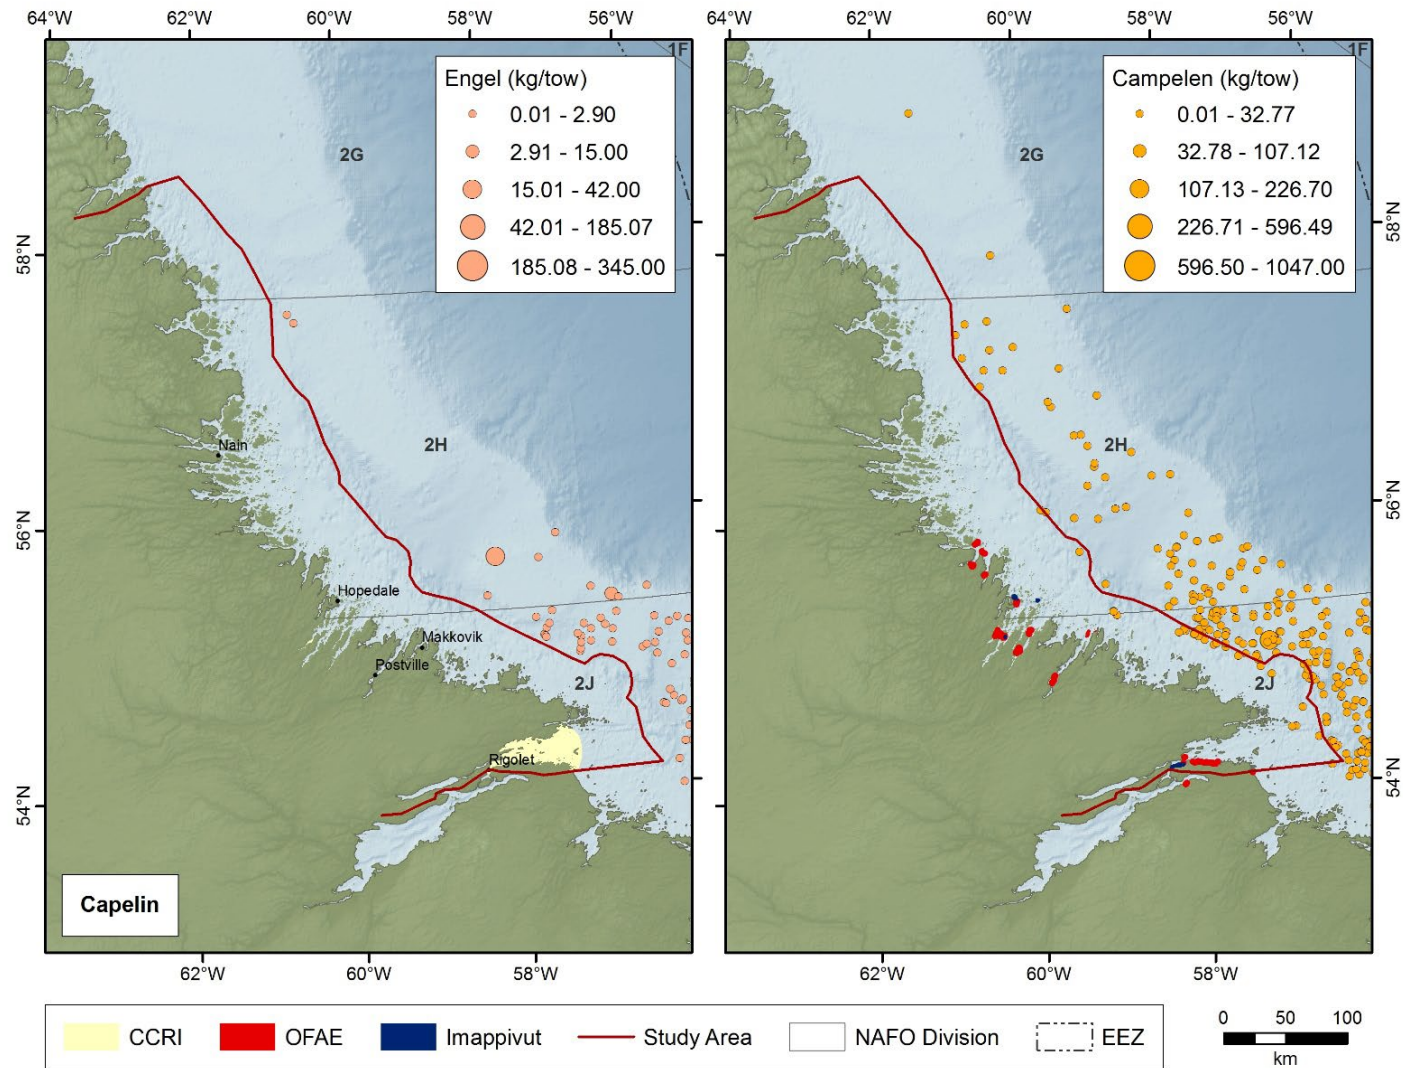 64°W 62°W 60°W 58°W 56°W
62°W 60°W 58°W 56°W
1F
Engel (kg/tow)
0.01 - 2.90
2.91 - 15.00
15.01 - 42.00
42.01 - 185.07
185.08 - 345.00
2G
58°N
2H
Nain
56°N
Hopedale
Makkovik
Postville
2J
Rigolet
54°N
Capelin
62°W 60°W 58°W
1F
Campelen (kg/tow)
0.01 - 32.77
32.78 - 107.12
107.13 - 226.70
226.71 - 596.49
596.50 - 1047.00
2G
58°N
2H
56°N
2J
54°N
62°W 60°W 58°W
CCRI OFAE Imappivut Study Area NAFO Division EEZ
0 50 100
km